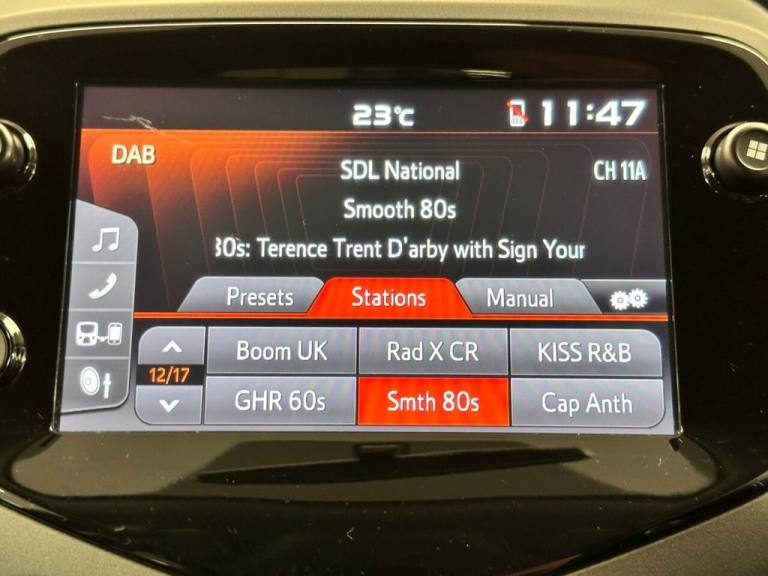 23°C 11:47
DAB
SDL National CH 11A
Smooth 80s
30s: Terence Trent D'arby with Sign Your
Presets Stations Manual
Boom UK Rad X CR KISS R&B
12/17
GHR 60s Smth 80s Cap Anth